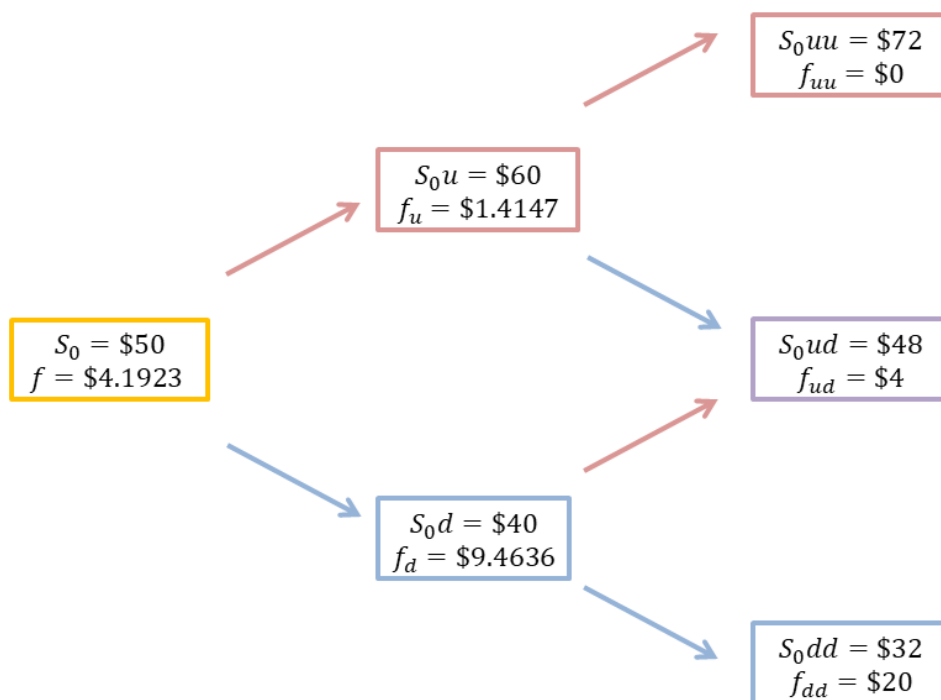 S₀uu = $72
f_uu = $0
S₀u = $60
f_u = $1.4147
S₀ = $50
f = $4.1923
S₀ud = $48
f_ud = $4
S₀d = $40
f_d = $9.4636
S₀dd = $32
f_dd = $20